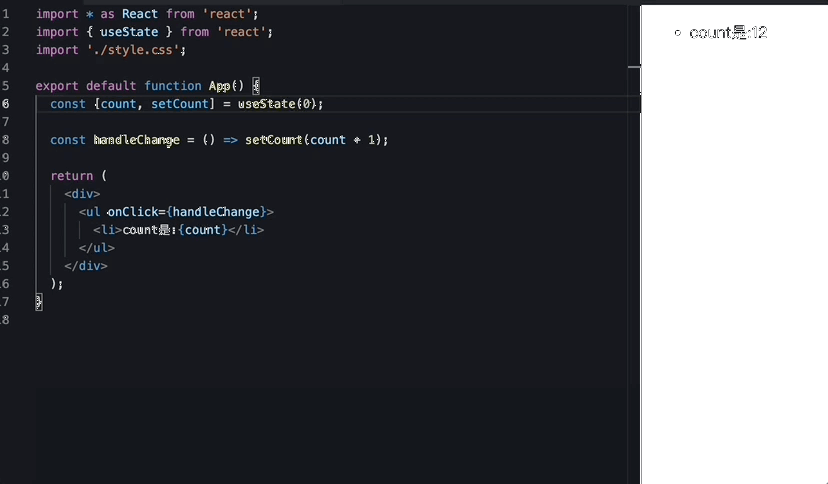 1 import * as React from 'react';
2 import { useState } from 'react';
3 import './style.css';
4
5 export default function App() {
6 const [count, setCount] = useState(0);
7
8 const handleChange = () => setCount(count + 1);
9
10 return (
11 <div>
12 <ul onClick={handleChange}>
13 <li>count是:{count}</li>
14 </ul>
15 </div>
16 );
17 }
18
count是:12